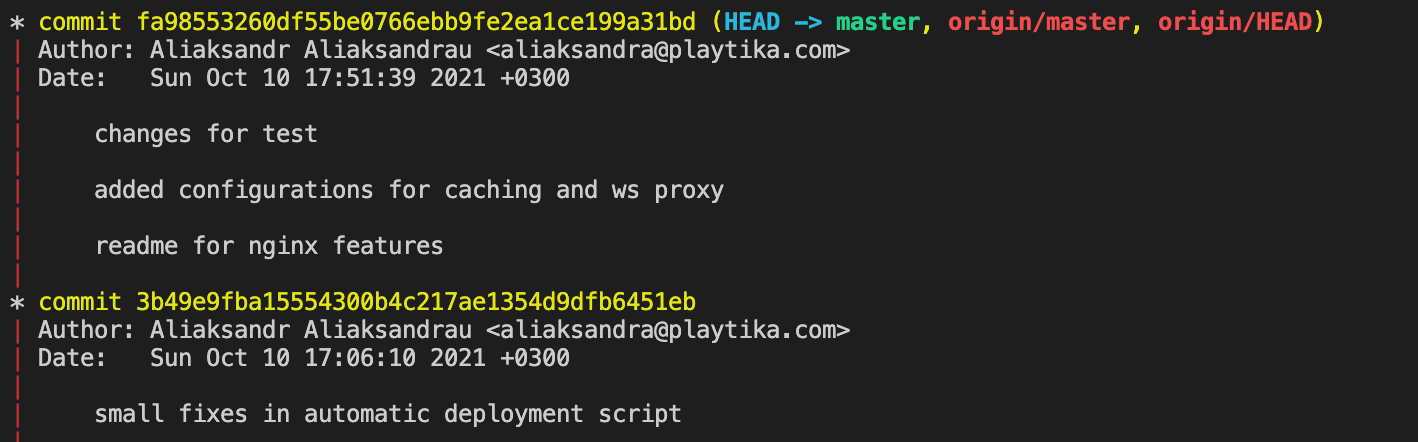 * commit fa98553260df55be0766ebb9fe2ea1ce199a31bd (HEAD -> master, origin/master, origin/HEAD)
| Author: Aliaksandr Aliaksandrau <aliaksandra@playtika.com>
| Date:   Sun Oct 10 17:51:39 2021 +0300
|
|     changes for test
|
|     added configurations for caching and ws proxy
|
|     readme for nginx features
|
* commit 3b49e9fba15554300b4c217ae1354d9dfb6451eb
| Author: Aliaksandr Aliaksandrau <aliaksandra@playtika.com>
| Date:   Sun Oct 10 17:06:10 2021 +0300
|
|     small fixes in automatic deployment script
|